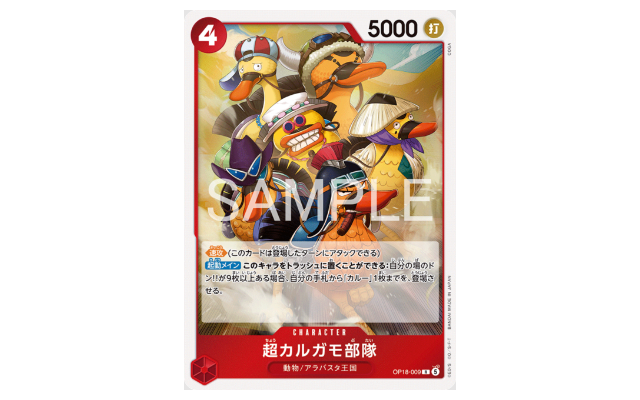 4
5000
打
SAMPLE
速攻 (このカードは登場したターンにアタックできる)
起動メイン このキャラをトラッシュに置くことができる:自分の場のド
ン!!が9枚以上ある場合、自分の手札から「カルー」1枚までを、登場さ
せる。
CHARACTER
超カルガモ部隊
動物/アラバスタ王国
OP18-009 R